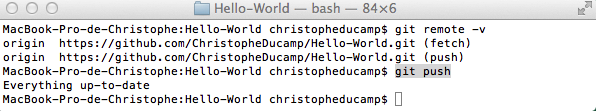 Hello-World — bash — 84×6
MacBook-Pro-de-Christophe:Hello-World christopheducamp$ git remote -v
origin  https://github.com/ChristopheDucamp/Hello-World.git (fetch)
origin  https://github.com/ChristopheDucamp/Hello-World.git (push)
MacBook-Pro-de-Christophe:Hello-World christopheducamp$ git push
Everything up-to-date
MacBook-Pro-de-Christophe:Hello-World christopheducamp$